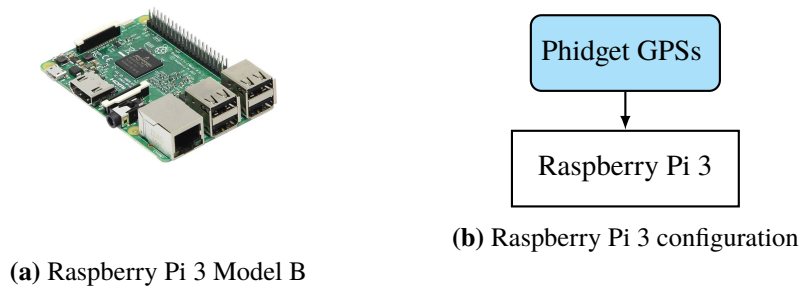 Phidget GPSs
Raspberry Pi 3
(b) Raspberry Pi 3 configuration
(a) Raspberry Pi 3 Model B